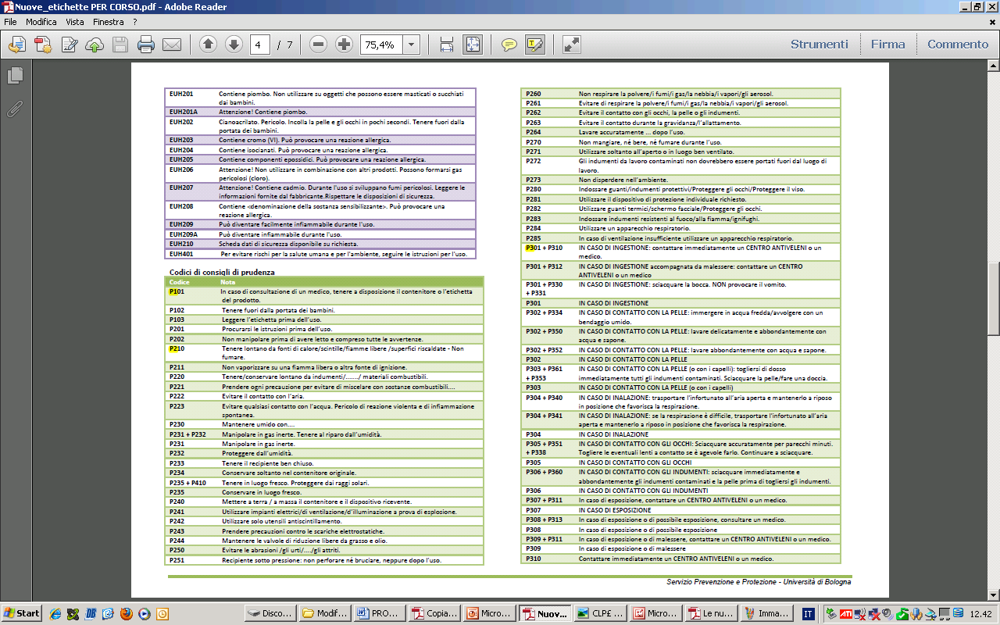 Nuove_etichette PER CORSO.pdf - Adobe Reader
File Modifica Vista Finestra ?
4 / 7 75,4% Strumenti Firma Commento
EUH201 Contiene piombo. Non utilizzare su oggetti che possono essere masticati o succhiati
dai bambini.
EUH201A Attenzione! Contiene piombo.
EUH202 Cianoacrilato. Pericolo. Incolla la pelle e gli occhi in pochi secondi. Tenere fuori dalla
portata dei bambini.
EUH203 Contiene cromo (VI). Può provocare una reazione allergica.
EUH204 Contiene isocianati. Può provocare una reazione allergica.
EUH205 Contiene componenti epossidici. Può provocare una reazione allergica.
EUH206 Attenzione! Non utilizzare in combinazione con altri prodotti. Possono formarsi gas
pericolosi (cloro).
EUH207 Attenzione! Contiene cadmio. Durante l'uso si sviluppano fumi pericolosi. Leggere le
informazioni fornite dal fabbricante.Rispettare le disposizioni di sicurezza.
EUH208 Contiene <denominazione della sostanza sensibilizzante>. Può provocare una
reazione allergica.
EUH209 Può diventare facilmente infiammabile durante l'uso.
EUH209A Può diventare infiammabile durante l'uso.
EUH210 Scheda dati di sicurezza disponibile su richiesta.
EUH401 Per evitare rischi per la salute umana e per l'ambiente, seguire le istruzioni per l'uso.
Codici di consigli di prudenza
Codice Nota
P101 In caso di consultazione di un medico, tenere a disposizione il contenitore o l'etichetta
del prodotto.
P102 Tenere fuori dalla portata dei bambini.
P103 Leggere l'etichetta prima dell'uso.
P201 Procurarsi le istruzioni prima dell'uso.
P202 Non manipolare prima di avere letto e compreso tutte le avvertenze.
P210 Tenere lontano da fonti di calore/scintille/fiamme libere /superfici riscaldate - Non
fumare.
P211 Non vaporizzare su una fiamma libera o altra fonte di ignizione.
P220 Tenere/conservare lontano da indumenti/......./ materiali combustibili.
P221 Prendere ogni precauzione per evitare di miscelare con sostanze combustibili....
P222 Evitare il contatto con l'aria.
P223 Evitare qualsiasi contatto con l'acqua. Pericolo di reazione violenta e di infiammazione
spontanea.
P230 Mantenere umido con....
P231 + P232 Manipolare in gas inerte. Tenere al riparo dall'umidità.
P231 Manipolare in gas inerte.
P232 Proteggere dall'umidità.
P233 Tenere il recipiente ben chiuso.
P234 Conservare soltanto nel contenitore originale.
P235 + P410 Tenere in luogo fresco. Proteggere dai raggi solari.
P235 Conservare in luogo fresco.
P240 Mettere a terra / a massa il contenitore e il dispositivo ricevente.
P241 Utilizzare impianti elettrici/di ventilazione/d'illuminazione a prova di esplosione.
P242 Utilizzare solo utensili antiscintillamento.
P243 Prendere precauzioni contro le scariche elettrostatiche.
P244 Mantenere le valvole di riduzione libere da grasso e olio.
P250 Evitare le abrasioni /gli urti/..../gli attriti.
P251 Recipiente sotto pressione: non perforare né bruciare, neppure dopo l'uso.
P260 Non respirare la polvere/i fumi/i gas/la nebbia/i vapori/gli aerosol.
P261 Evitare di respirare la polvere/i fumi/i gas/la nebbia/i vapori/gli aerosol.
P262 Evitare il contatto con gli occhi, la pelle o gli indumenti.
P263 Evitare il contatto durante la gravidanza/l'allattamento.
P264 Lavare accuratamente ... dopo l'uso.
P270 Non mangiare, né bere, né fumare durante l'uso.
P271 Utilizzare soltanto all'aperto o in luogo ben ventilato.
P272 Gli indumenti da lavoro contaminati non dovrebbero essere portati fuori dal luogo di
lavoro.
P273 Non disperdere nell'ambiente.
P280 Indossare guanti/indumenti protettivi/Proteggere gli occhi/Proteggere il viso.
P281 Utilizzare il dispositivo di protezione individuale richiesto.
P282 Utilizzare guanti termici/schermo facciale/Proteggere gli occhi.
P283 Indossare indumenti resistenti al fuoco/alla fiamma/ignifughi.
P284 Utilizzare un apparecchio respiratorio.
P285 In caso di ventilazione insufficiente utilizzare un apparecchio respiratorio.
P301 + P310 IN CASO DI INGESTIONE: contattare immediatamente un CENTRO ANTIVELENI o un
medico.
P301 + P312 IN CASO DI INGESTIONE accompagnata da malessere: contattare un CENTRO
ANTIVELENI o un medico
P301 + P330 IN CASO DI INGESTIONE: sciacquare la bocca. NON provocare il vomito.
+ P331
P301 IN CASO DI INGESTIONE
P302 + P334 IN CASO DI CONTATTO CON LA PELLE: immergere in acqua fredda/avvolgere con un
bendaggio umido.
P302 + P350 IN CASO DI CONTATTO CON LA PELLE: lavare delicatamente e abbondantemente con
acqua e sapone.
P302 + P352 IN CASO DI CONTATTO CON LA PELLE: lavare abbondantemente con acqua e sapone.
P302 IN CASO DI CONTATTO CON LA PELLE
P303 + P361 IN CASO DI CONTATTO CON LA PELLE (o con i capelli): togliersi di dosso
+ P353 immediatamente tutti gli indumenti contaminati. Sciacquare la pelle/fare una doccia.
P303 IN CASO DI CONTATTO CON LA PELLE (o con i capelli)
P304 + P340 IN CASO DI INALAZIONE: trasportare l'infortunato all'aria aperta e mantenerlo a riposo
in posizione che favorisca la respirazione.
P304 + P341 IN CASO DI INALAZIONE: se la respirazione è difficile, trasportare l'infortunato all'aria
aperta e mantenerlo a riposo in posizione che favorisca la respirazione.
P304 IN CASO DI INALAZIONE
P305 + P351 IN CASO DI CONTATTO CON GLI OCCHI: Sciacquare accuratamente per parecchi minuti.
+ P338 Togliere le eventuali lenti a contatto se è agevole farlo. Continuare a sciacquare.
P305 IN CASO DI CONTATTO CON GLI OCCHI
P306 + P360 IN CASO DI CONTATTO CON GLI INDUMENTI: sciacquare immediatamente e
abbondantemente gli indumenti contaminati e la pelle prima di togliersi gli indumenti.
P306 IN CASO DI CONTATTO CON GLI INDUMENTI
P307 + P311 In caso di esposizione, contattare un CENTRO ANTIVELENI o un medico.
P307 IN CASO DI ESPOSIZIONE
P308 + P313 In caso di esposizione o di possibile esposizione, consultare un medico.
P308 In caso di esposizione o di possibile esposizione
P309 + P311 In caso di esposizione o di malessere, contattare un CENTRO ANTIVELENI o un medico.
P309 In caso di esposizione o di malessere
P310 Contattare immediatamente un CENTRO ANTIVELENI o un medico.
Servizio Prevenzione e Protezione - Università di Bologna
Start Disco... Modif... PRO... Copia... Micro... Nuov... CLP£ ... Micro... Le nu... Imma... IT 12.42